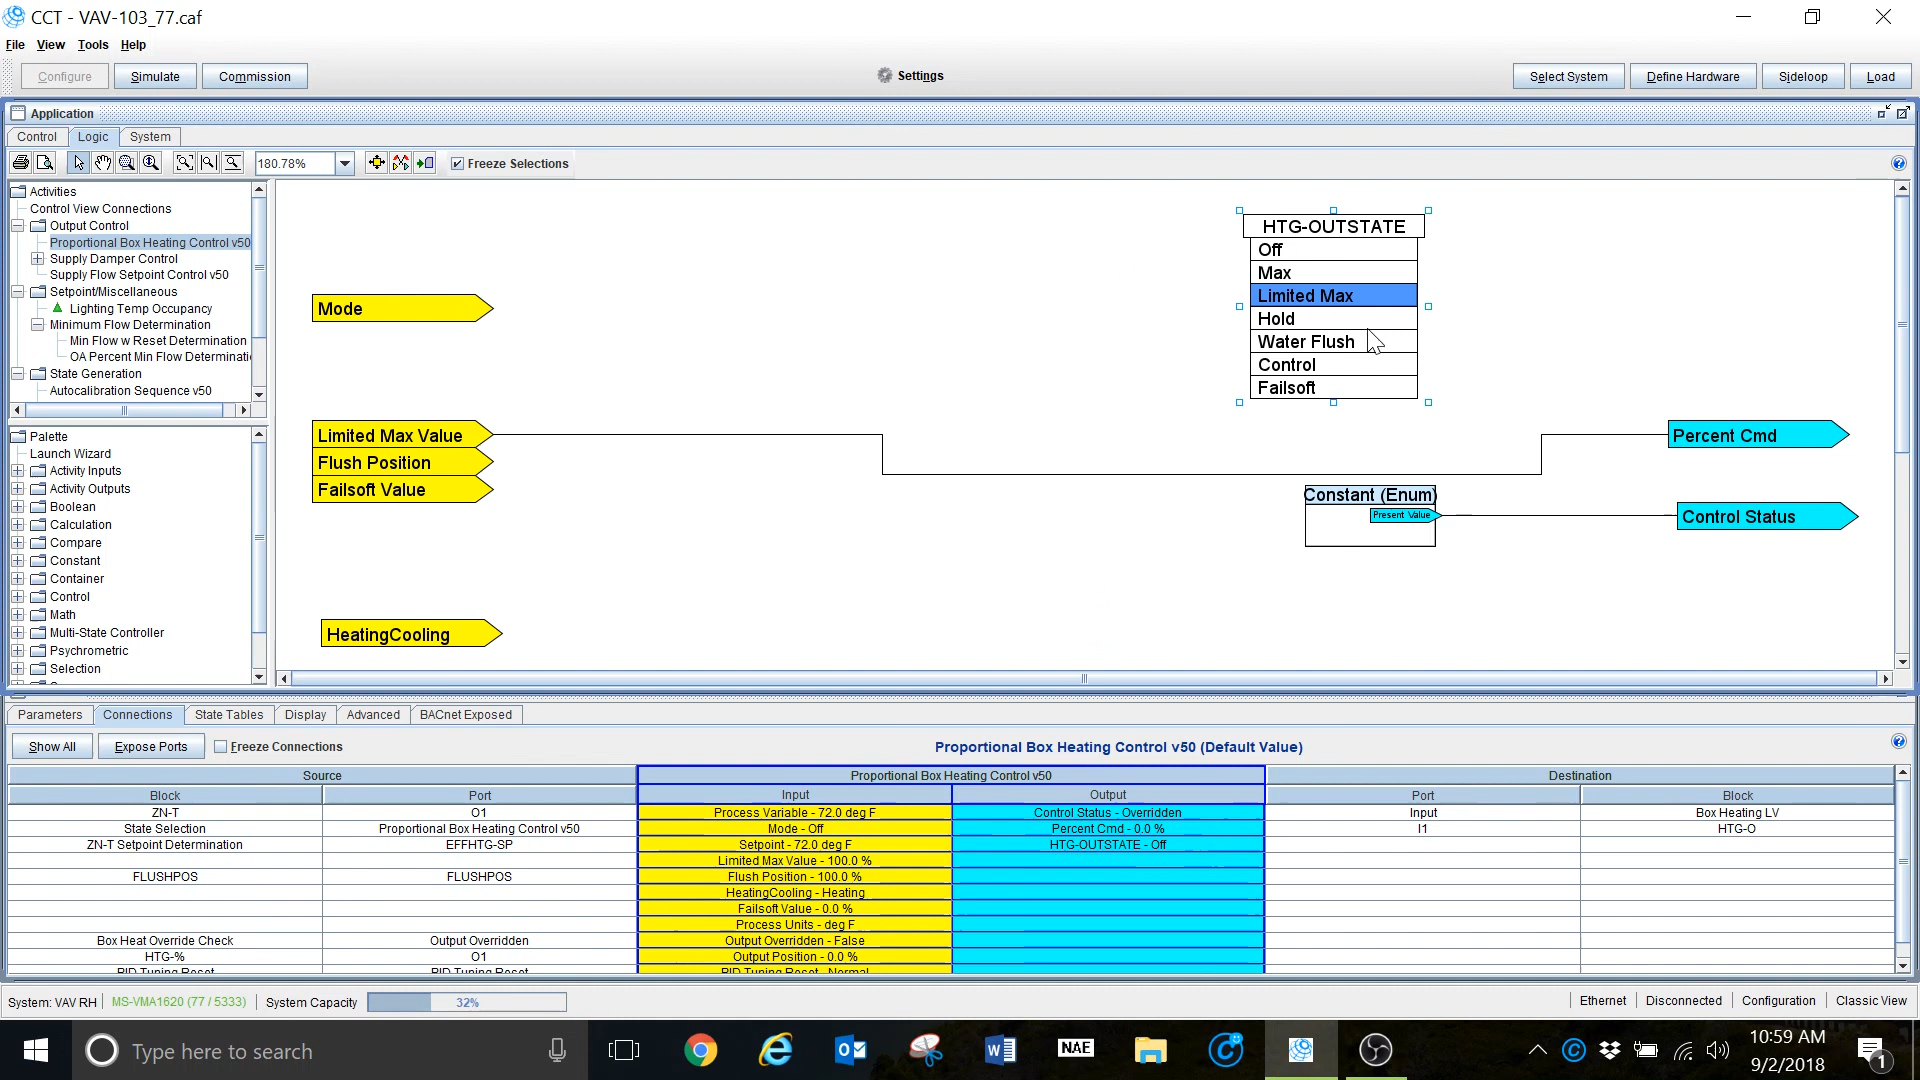 CCT - VAV-103_77.caf
File View Tools Help
Configure Simulate Commission Settings Select System Define Hardware Sideloop Load
Application
Control Logic System
180.78% Freeze Selections
Activities
Control View Connections
Output Control
Proportional Box Heating Control v50
Supply Damper Control
Supply Flow Setpoint Control v50
Setpoint/Miscellaneous
Lighting Temp Occupancy
Minimum Flow Determination
Min Flow w Reset Determination
OA Percent Min Flow Determinati
State Generation
Autocalibration Sequence v50
Palette
Launch Wizard
Activity Inputs
Activity Outputs
Boolean
Calculation
Compare
Constant
Container
Control
Math
Multi-State Controller
Psychrometric
Selection
Mode
Limited Max Value
Flush Position
Failsoft Value
HeatingCooling
HTG-OUTSTATE
Off
Max
Limited Max
Hold
Water Flush
Control
Failsoft
Constant (Enum)
Present Value
Percent Cmd
Control Status
Parameters Connections State Tables Display Advanced BACnet Exposed
Show All Expose Ports Freeze Connections Proportional Box Heating Control v50 (Default Value)
Source Proportional Box Heating Control v50 Destination
Block Port Input Output Port Block
ZN-T O1 Process Variable - 72.0 deg F Control Status - Overridden Input Box Heating LV
State Selection Proportional Box Heating Control v50 Mode - Off Percent Cmd - 0.0 % I1 HTG-O
ZN-T Setpoint Determination EFFHTG-SP Setpoint - 72.0 deg F HTG-OUTSTATE - Off
Limited Max Value - 100.0 %
FLUSHPOS FLUSHPOS Flush Position - 100.0 %
HeatingCooling - Heating
Failsoft Value - 0.0 %
Process Units - deg F
Box Heat Override Check Output Overridden Output Overridden - False
HTG-% O1 Output Position - 0.0 %
PID Tuning Reset PID Tuning Reset PID Tuning Reset - Normal
System: VAV RH MS-VMA1620 (77 / 5333) System Capacity 32% Ethernet Disconnected Configuration Classic View
Type here to search
NAE
10:59 AM
9/2/2018
1